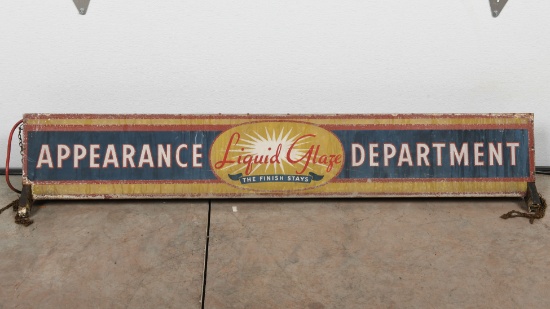 APPEARANCE Liquid Glaze DEPARTMENT
THE FINISH STAYS